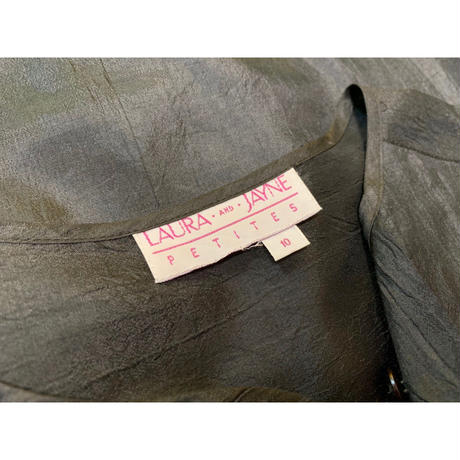 LAURA • AND • JAYNE
PETITES
10